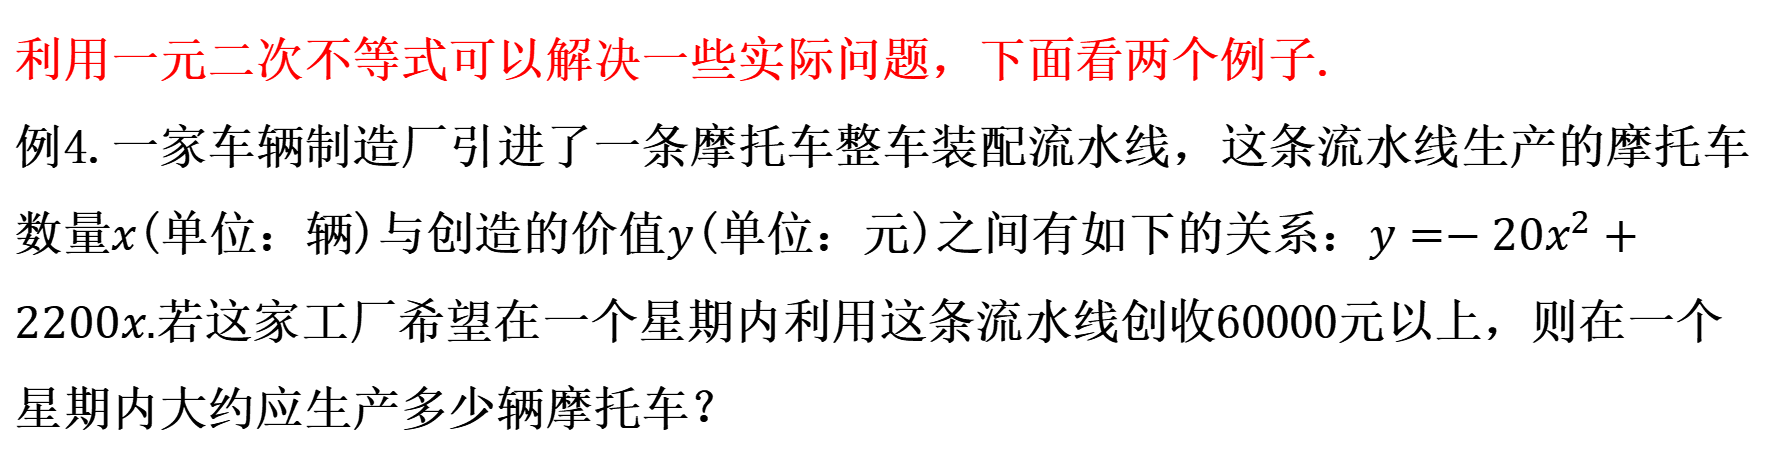 利用一元二次不等式可以解决一些实际问题，下面看两个例子.
例4. 一家车辆制造厂引进了一条摩托车整车装配流水线，这条流水线生产的摩托车
数量x(单位：辆)与创造的价值y(单位：元)之间有如下的关系：y =− 20x² +
2200x.若这家工厂希望在一个星期内利用这条流水线创收60000元以上，则在一个
星期内大约应生产多少辆摩托车？